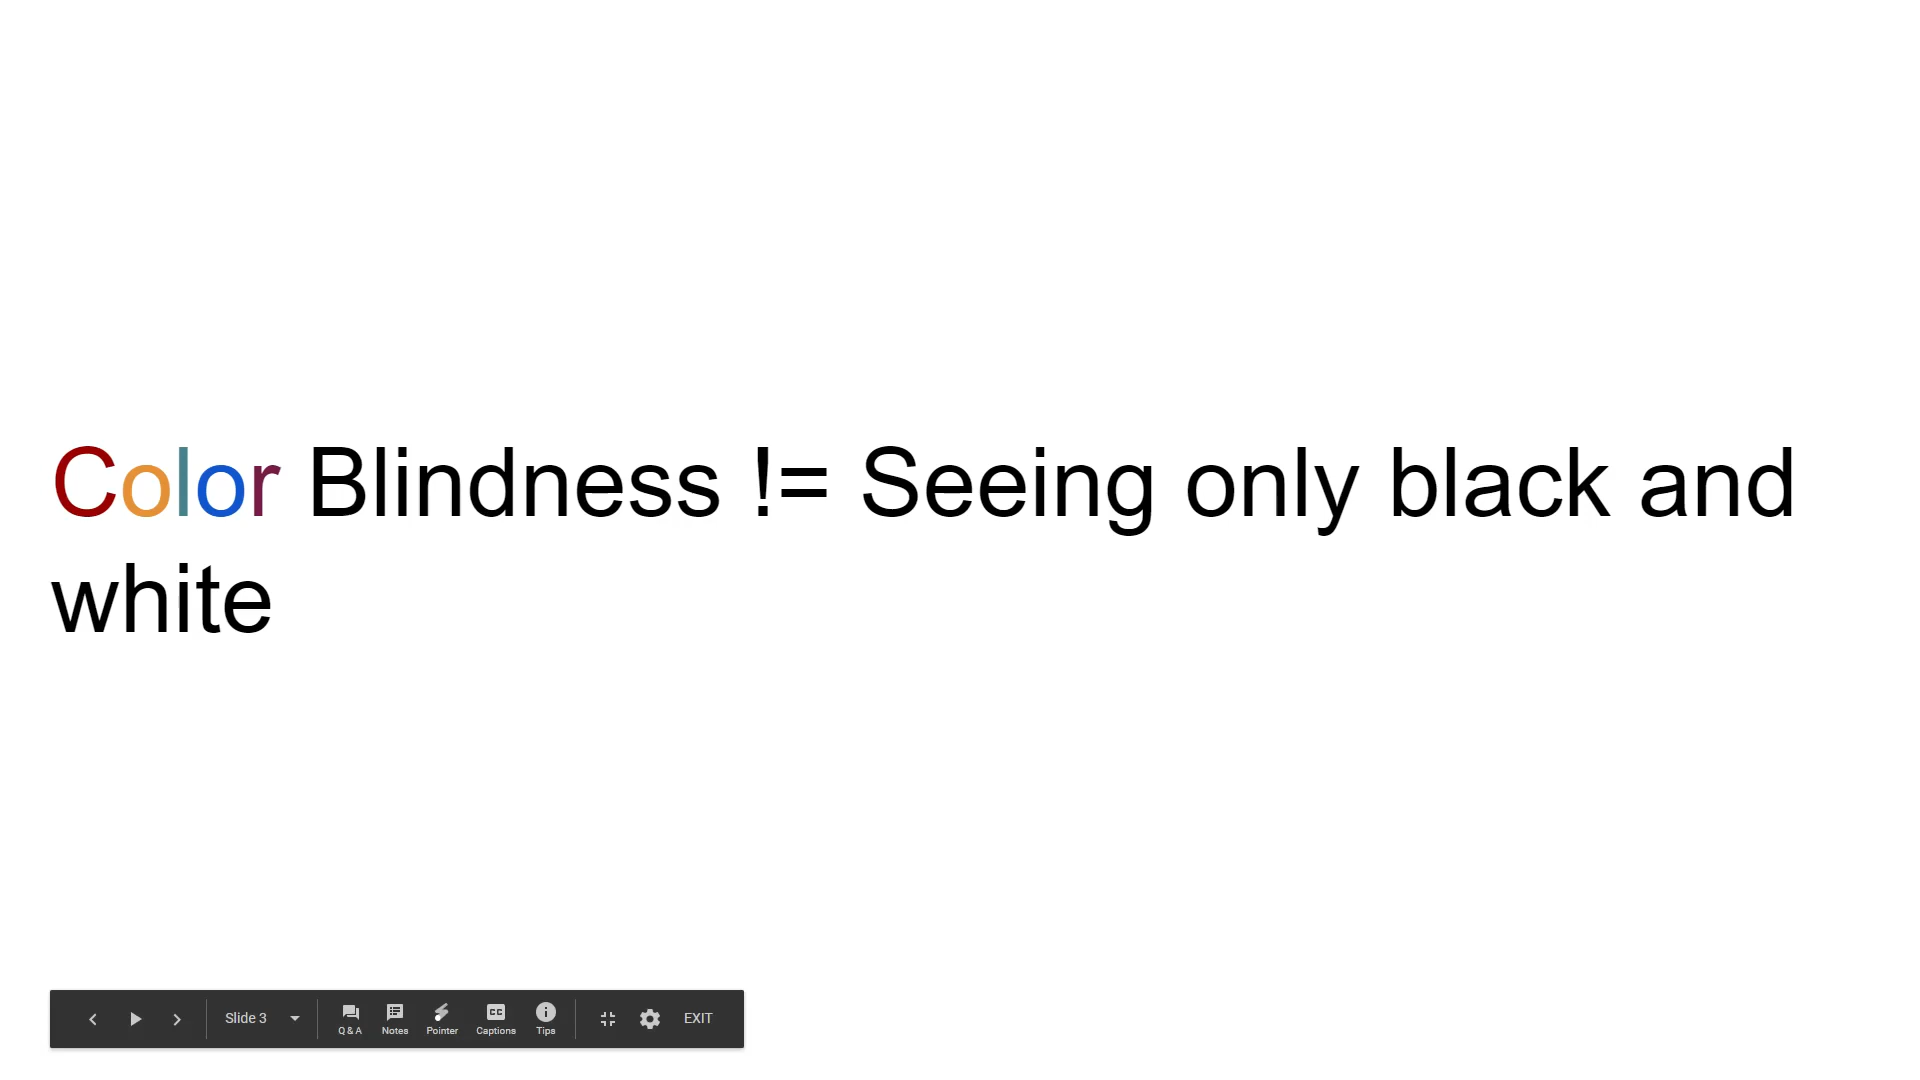 Color Blindness != Seeing only black and
white
Slide 3
Q & A Notes Pointer Captions Tips
EXIT